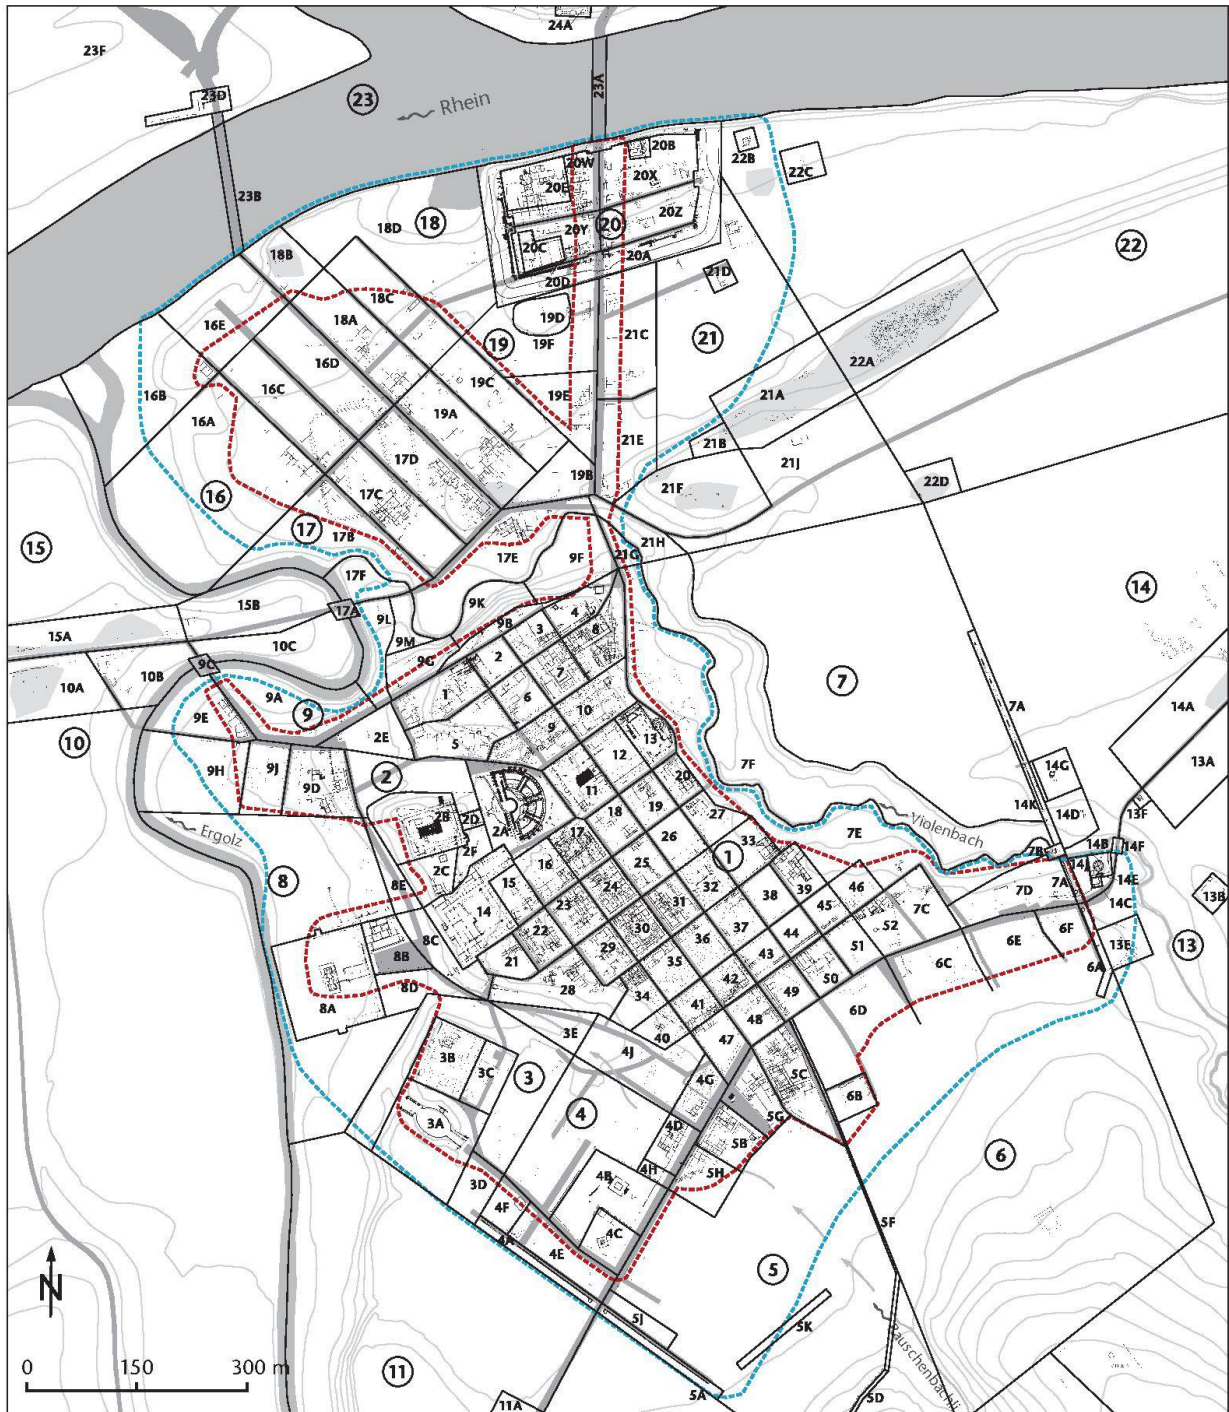 24A
23F
23A
23D
23
Rhein
23B
20W
20B
22B
22C
20E
20X
18D
18
20Y
20
20Z
22
20C
20A
18B
20D
21D
18C
16E
18A
19D
21C
21
19
19F
16D
22A
16C
19C
19E
21A
16B
16A
19A
21E
21B
17D
21J
19B
22D
16
17C
21F
17
17B
15
17E
9F
21H
21G
17F
14
15B
17A
9K
9L
9B
4
15A
9M
3
8
10C
9G
2
9C
10B
7
7
10A
9A
1
6
10
7A
14A
9E
9
9
10
2E
5
12
13
13A
9H
9J
2
7F
14G
9D
11
20
14K
2B
2D
18
19
13F
Ergolz
2A
27
Violenbach
14D
2F
17
26
7E
33
1
7B
14B
14F
8
2C
16
25
14J
8E
15
32
39
46
7A
14E
24
38
7D
14C
23
31
45
7C
13B
14
22
30
37
44
52
8C
36
51
6F
13E
13
29
43
6E
8B
21
35
50
6C
6A
42
8D
28
34
49
8A
41
6D
3E
48
40
4J
47
3B
3C
3
5C
4G
4
6B
3A
4D
5G
5B
6
4H
5H
3D
4B
4F
5F
4A
4C
4E
N
5
5J
5K
0 150 300 m
11
5A
Rauschenbächli
5D
11A